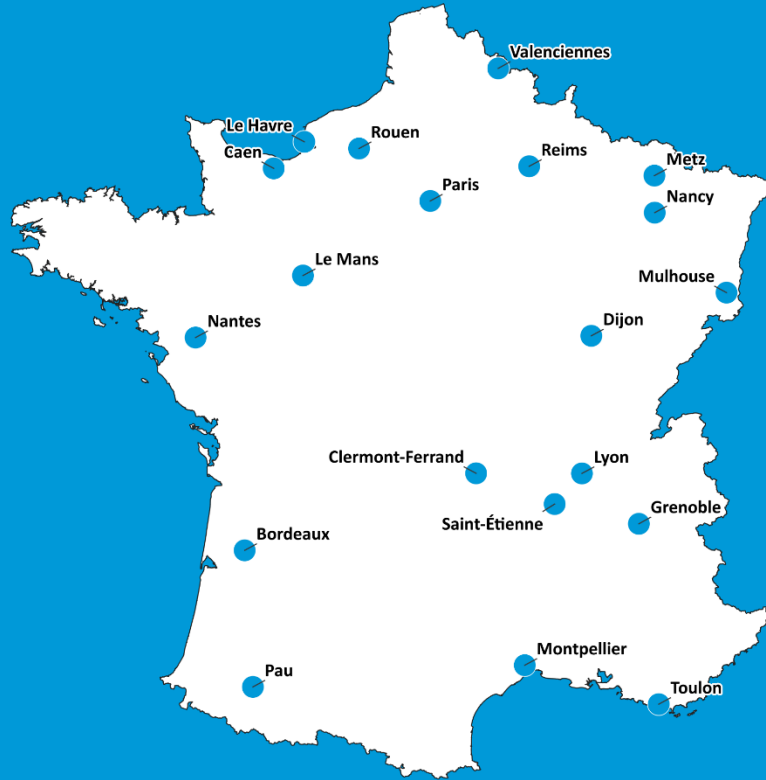 Valenciennes
Le Havre
Rouen
Caen
Reims
Metz
Paris
Nancy
Le Mans
Mulhouse
Nantes
Dijon
Clermont-Ferrand
Lyon
Saint-Étienne
Grenoble
Bordeaux
Montpellier
Pau
Toulon